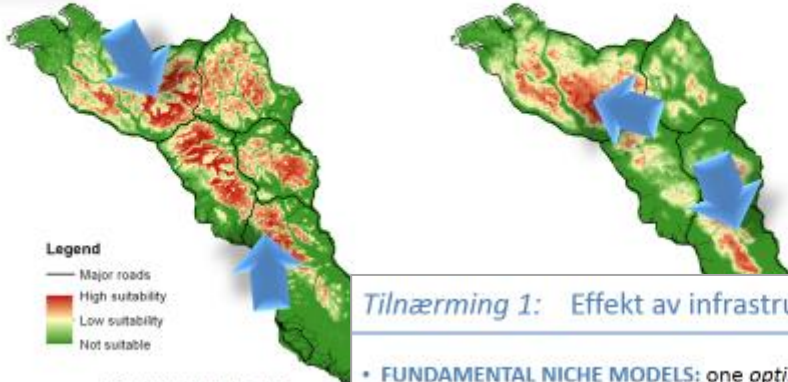 Legend
Major roads
High suitability
Low suitability
Not suitable
Tilnærming 1: Effekt av infrastru
• FUNDAMENTAL NICHE MODELS: one opti